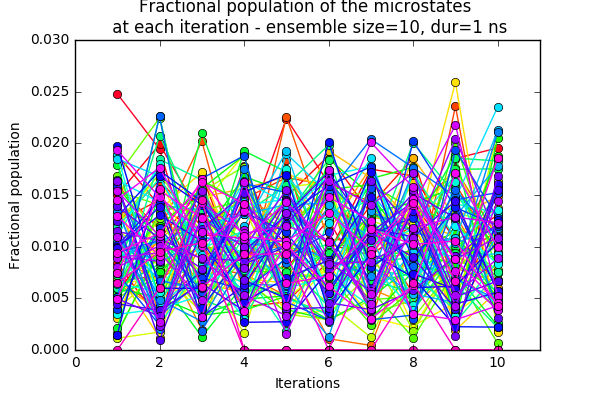 Fractional population of the microstates
at each iteration - ensemble size=10, dur=1 ns
0.030
0.025
0.020
0.015
0.010
0.005
0.000
Fractional population
0 2 4 6 8 10
Iterations